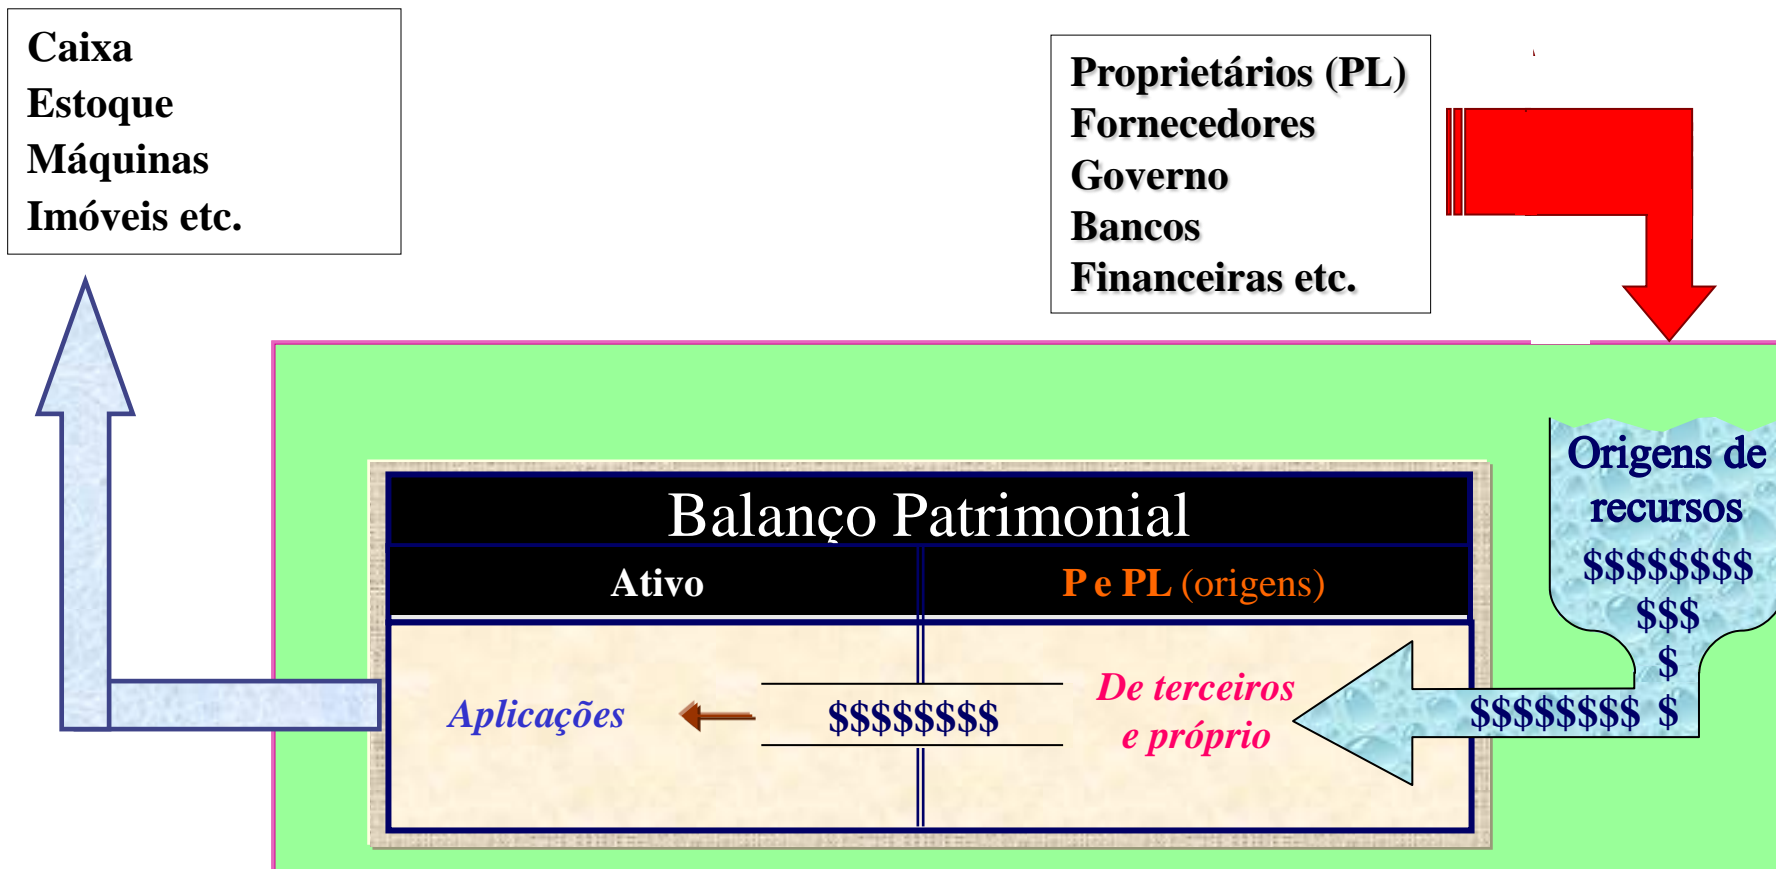 Caixa
Estoque
Máquinas
Imóveis etc.
Proprietários (PL)
Fornecedores
Governo
Bancos
Financeiras etc.
Origens de
recursos
$$$$$$$$
$$$
$
$$$$$$$$ $
Balanço Patrimonial
Ativo
P e PL (origens)
Aplicações
$$$$$$$$
De terceiros
e próprio